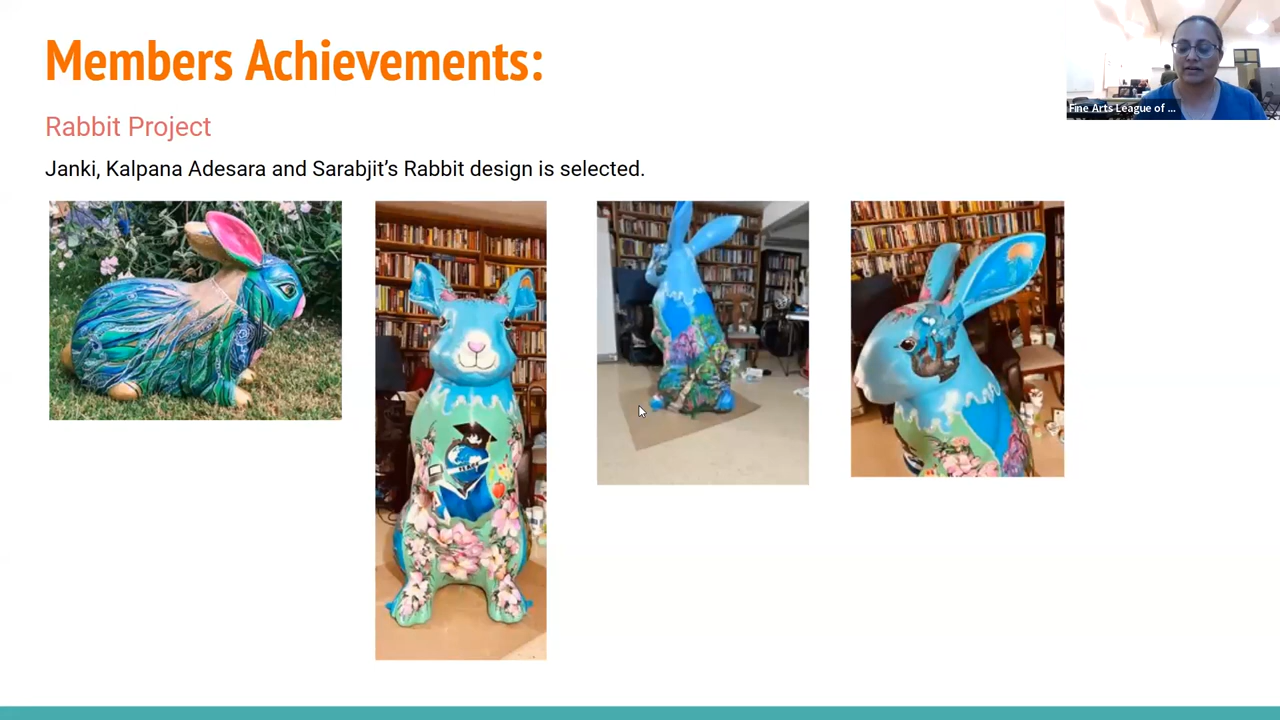 Members Achievements:
Fine Arts League of ...
Rabbit Project
Janki, Kalpana Adesara and Sarabjit’s Rabbit design is selected.